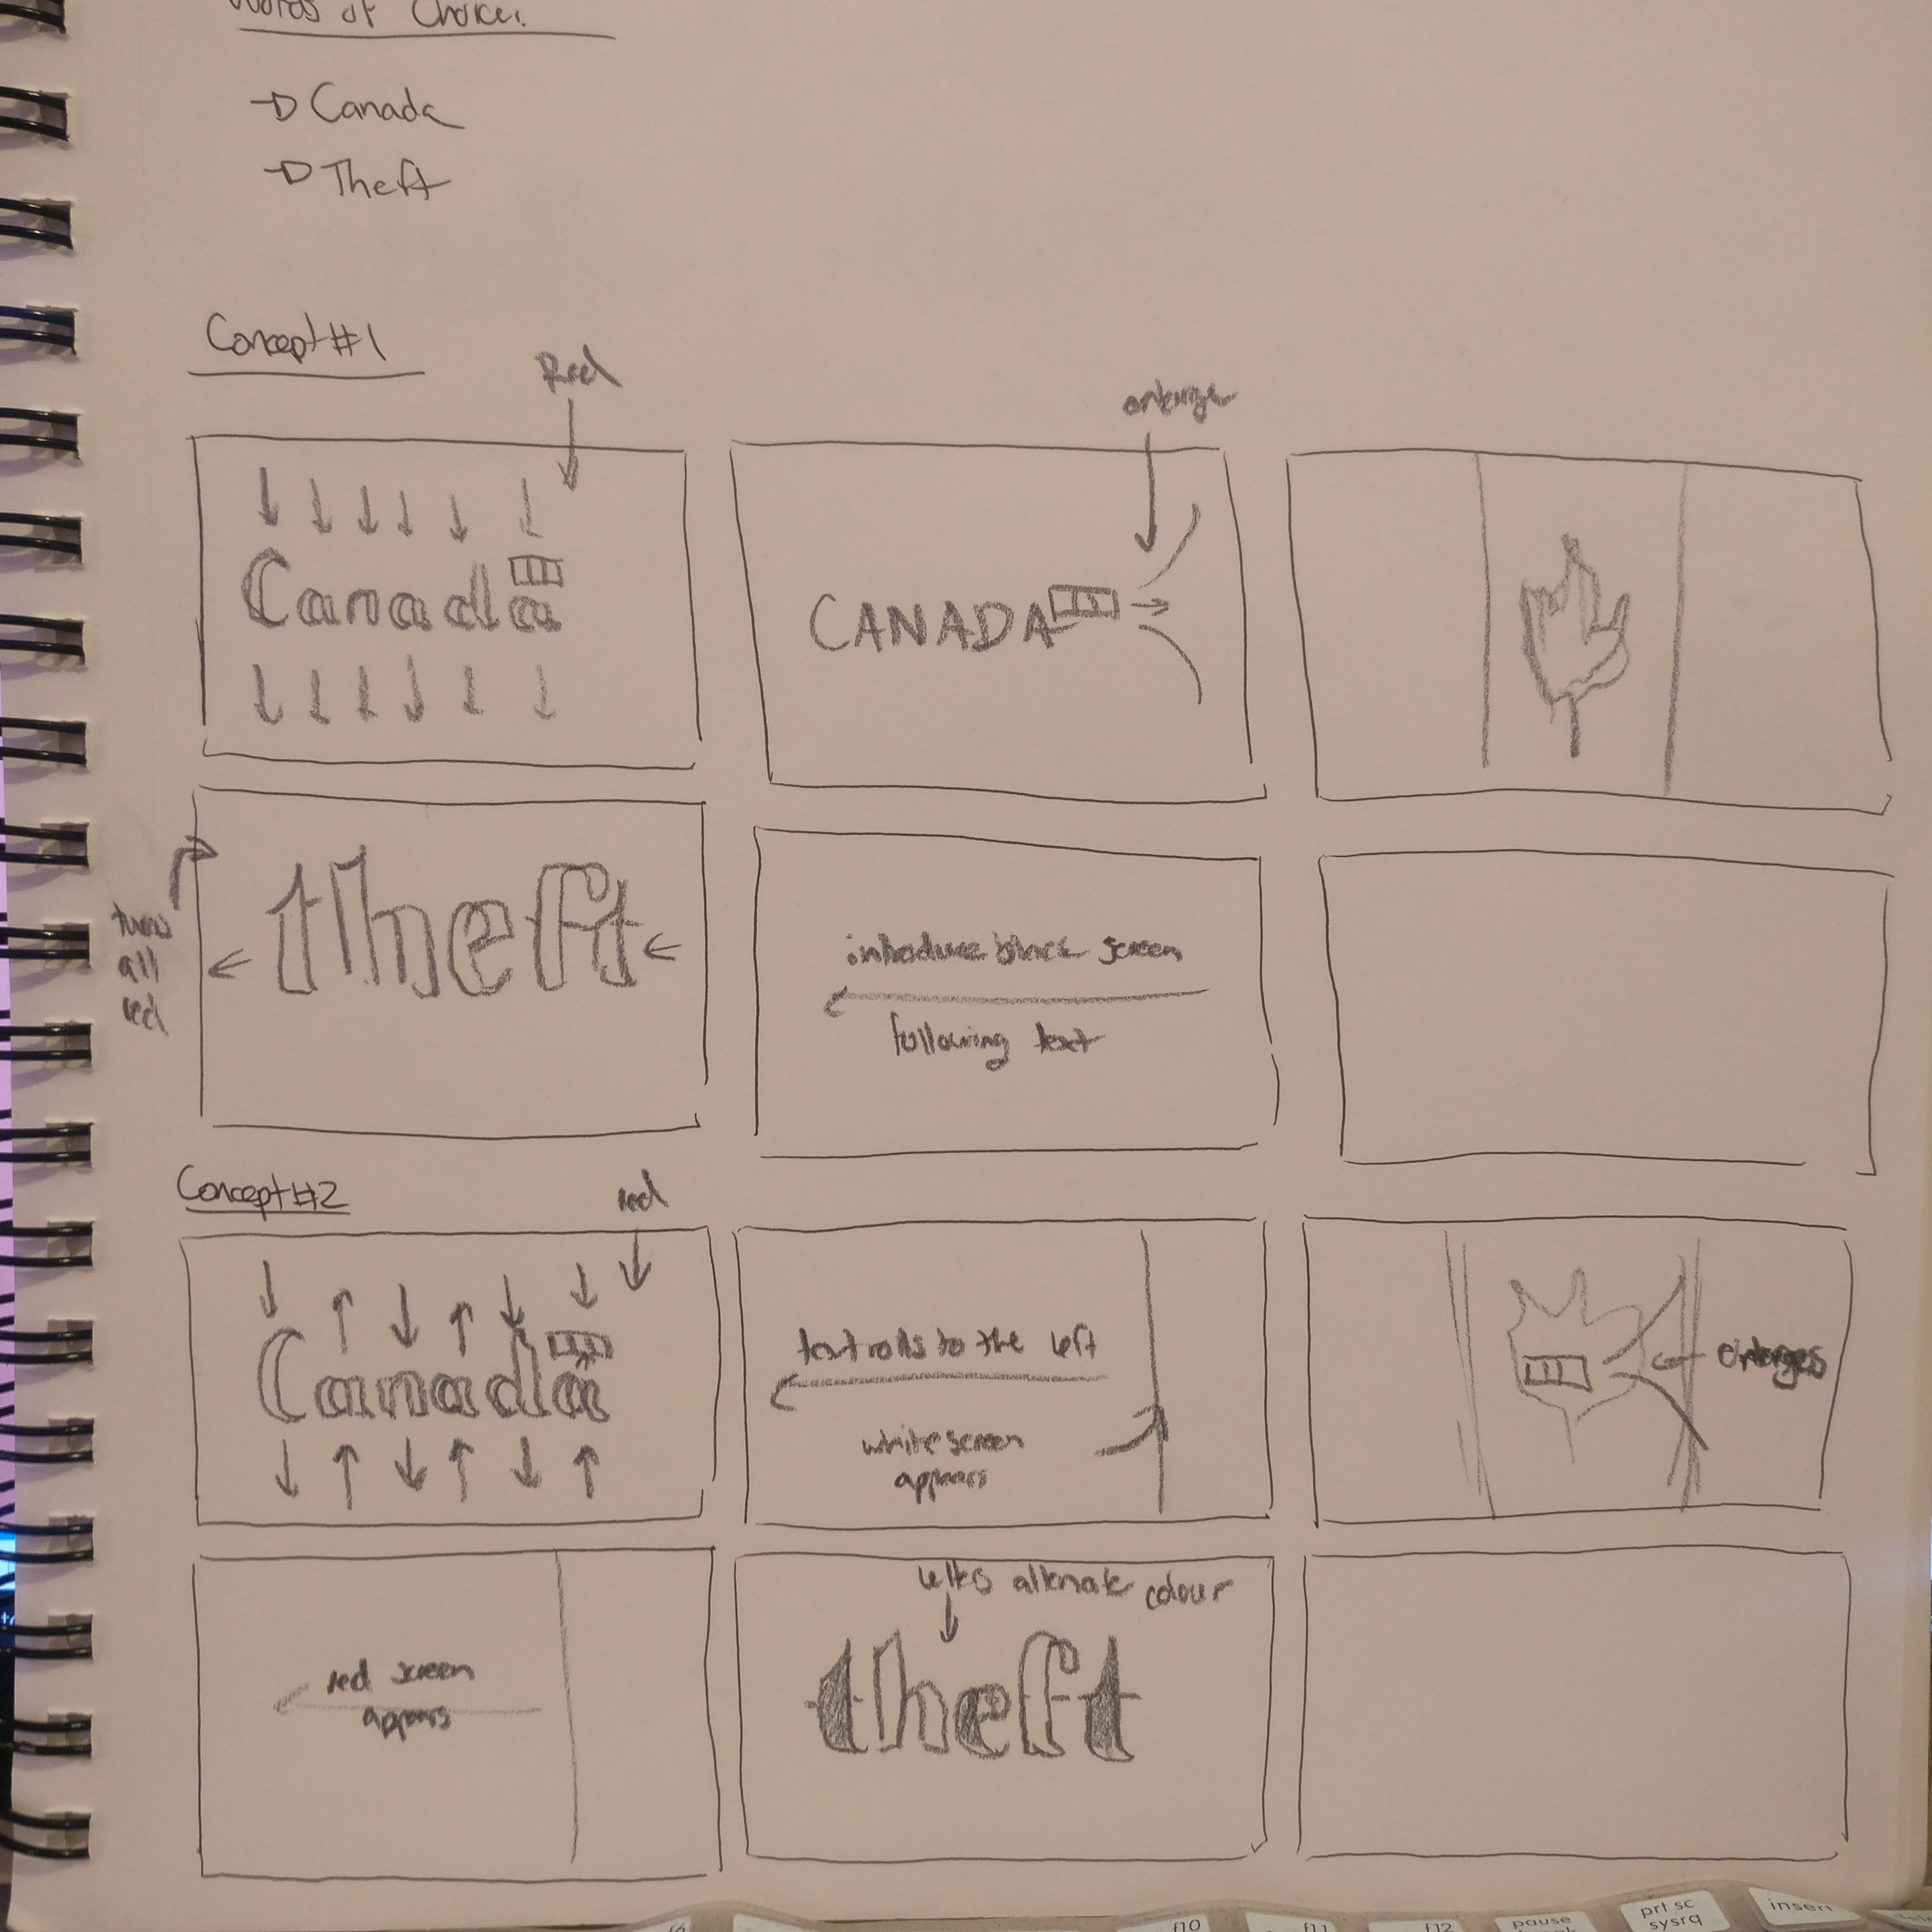 Words of Choice:
Canada
Theft
Concept #1
Red
enlarge
Canada
CANADA
theft
turns
all
red
introduce black screen
following text
Concept #2
red
Canada
text rolls to the left
white screen
appears
enlarges
red screen
appears
letters alternate colour
theft
f10
f11
f12
pause
prt sc
sysrq
insert